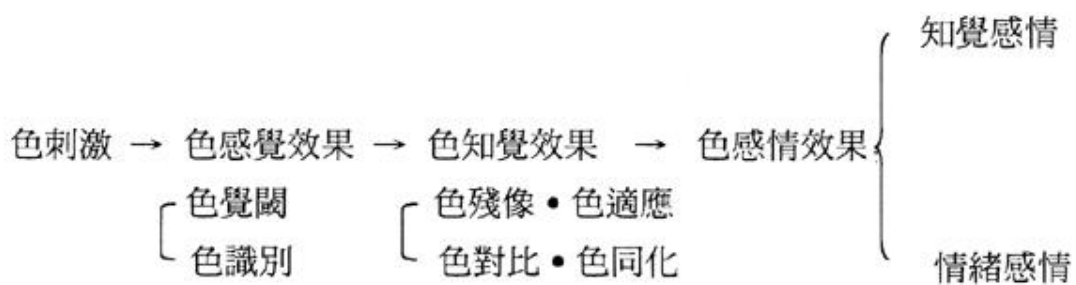 知覺感情
色刺激 → 色感覺效果 → 色知覺效果 → 色感情效果
色覺閾 色殘像•色適應
色識別 色對比•色同化
情緒感情